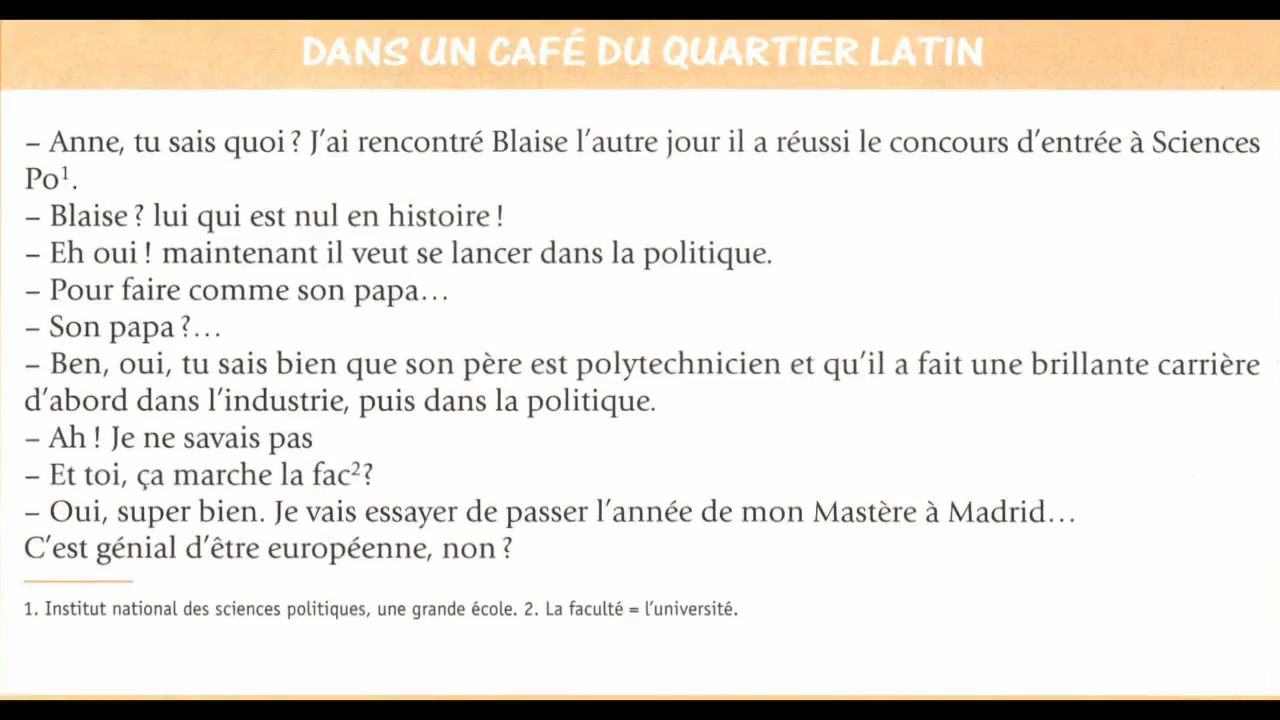 DANS UN CAFÉ DU QUARTIER LATIN
– Anne, tu sais quoi ? J'ai rencontré Blaise l'autre jour il a réussi le concours d'entrée à Sciences
Po¹.
– Blaise ? lui qui est nul en histoire !
– Eh oui ! maintenant il veut se lancer dans la politique.
– Pour faire comme son papa...
– Son papa ?...
– Ben, oui, tu sais bien que son père est polytechnicien et qu'il a fait une brillante carrière
d'abord dans l'industrie, puis dans la politique.
– Ah ! Je ne savais pas
– Et toi, ça marche la fac² ?
– Oui, super bien. Je vais essayer de passer l'année de mon Mastère à Madrid...
C'est génial d'être européenne, non ?
1. Institut national des sciences politiques, une grande école. 2. La faculté = l'université.